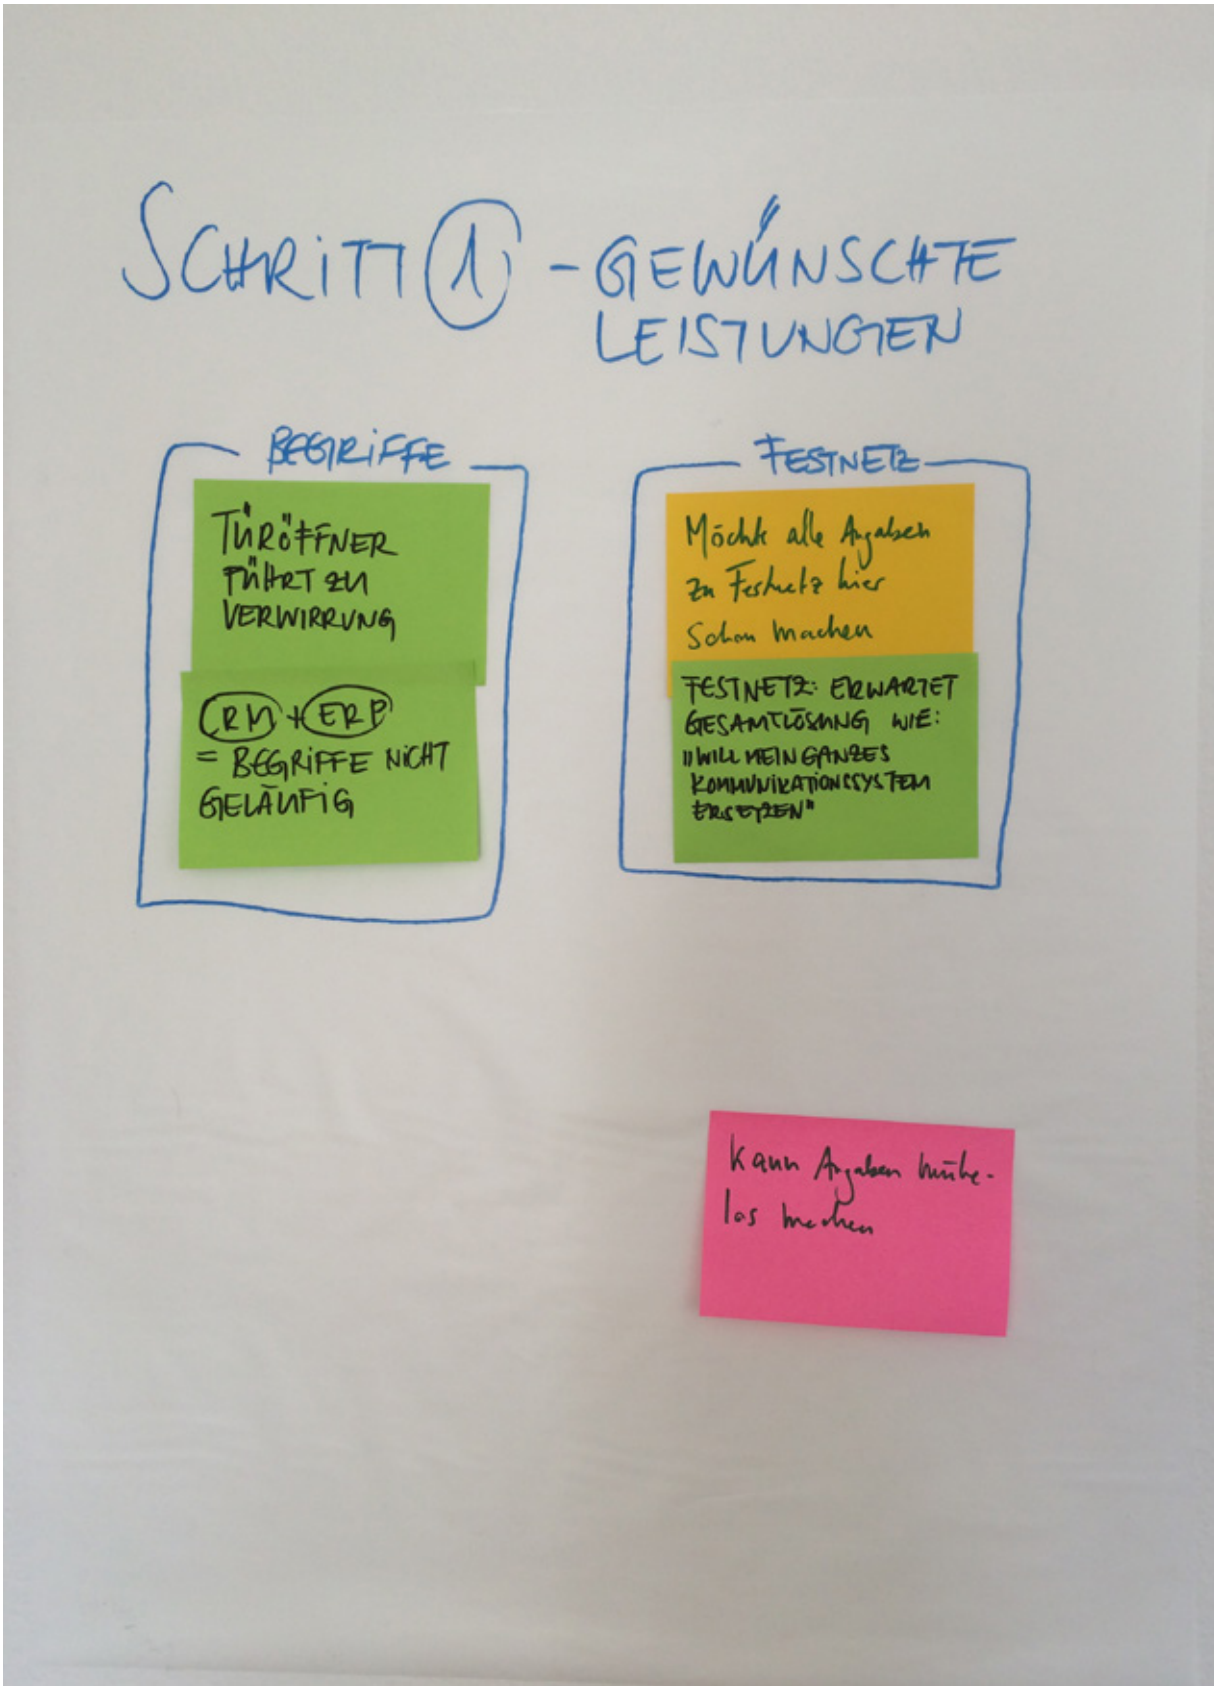 SCHRITT 1 - GEWÜNSCHTE
LEISTUNGEN
BEGRIFFE
TÜRÖFFNER
FÜHRT ZU
VERWIRRUNG
CRM + ERP
= BEGRIFFE NICHT
GELÄUFIG
FESTNETZ
Möchte alle Angaben
zu Festnetz hier
schon machen
FESTNETZ: ERWARTET
GESAMTLÖSUNG WIE:
"WILL MEIN GANZES
KOMMUNIKATIONSSYSTEM
ERSETZEN"
Kann Angaben mühe-
los machen